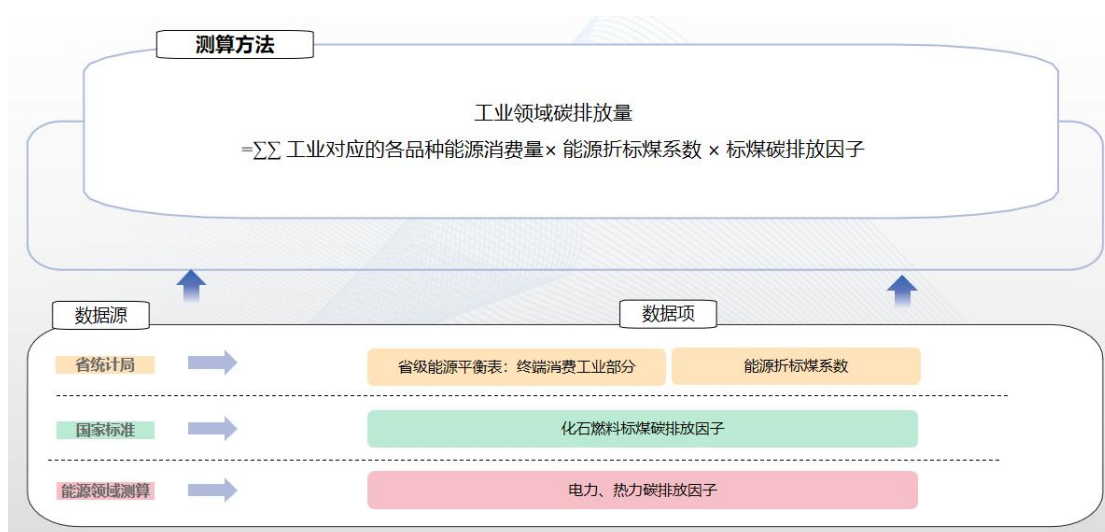 测算方法
工业领域碳排放量
=∑∑ 工业对应的各品种能源消费量× 能源折标煤系数 × 标煤碳排放因子
数据源
数据项
省统计局
省级能源平衡表：终端消费工业部分
能源折标煤系数
国家标准
化石燃料标煤碳排放因子
能源领域测算
电力、热力碳排放因子